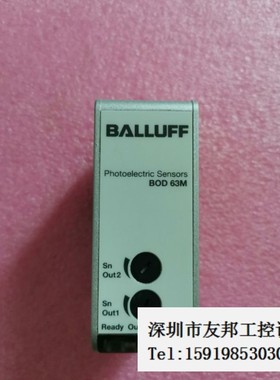 BALLUFF
Photoelectric Sensors
BOD 63M
Sn
Out2
Sn
Out1
Ready
深圳市友邦工控设
Tel:1591985303